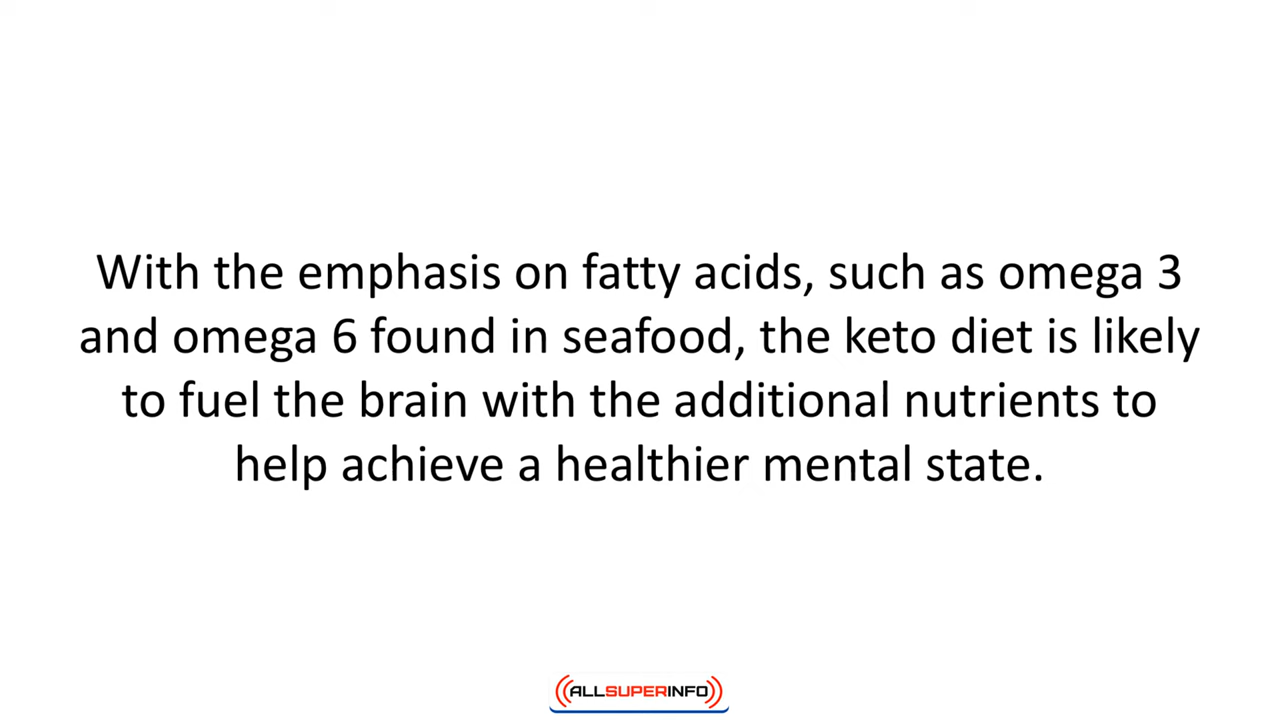 With the emphasis on fatty acids, such as omega 3
and omega 6 found in seafood, the keto diet is likely
to fuel the brain with the additional nutrients to
help achieve a healthier mental state.
ALLSUPERINFO